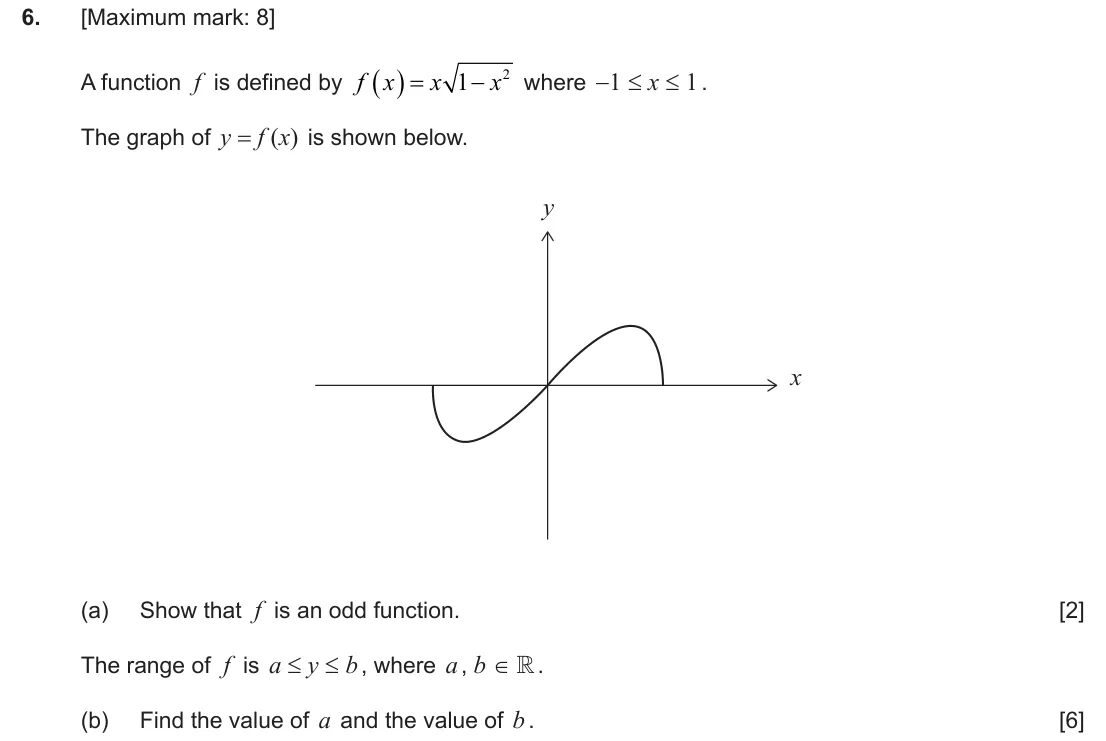 6. [Maximum mark: 8]
A function f is defined by f(x) = x√(1 − x²) where −1 ≤ x ≤ 1.
The graph of y = f(x) is shown below.
y
x
(a) Show that f is an odd function. [2]
The range of f is a ≤ y ≤ b, where a, b ∈ ℝ.
(b) Find the value of a and the value of b. [6]